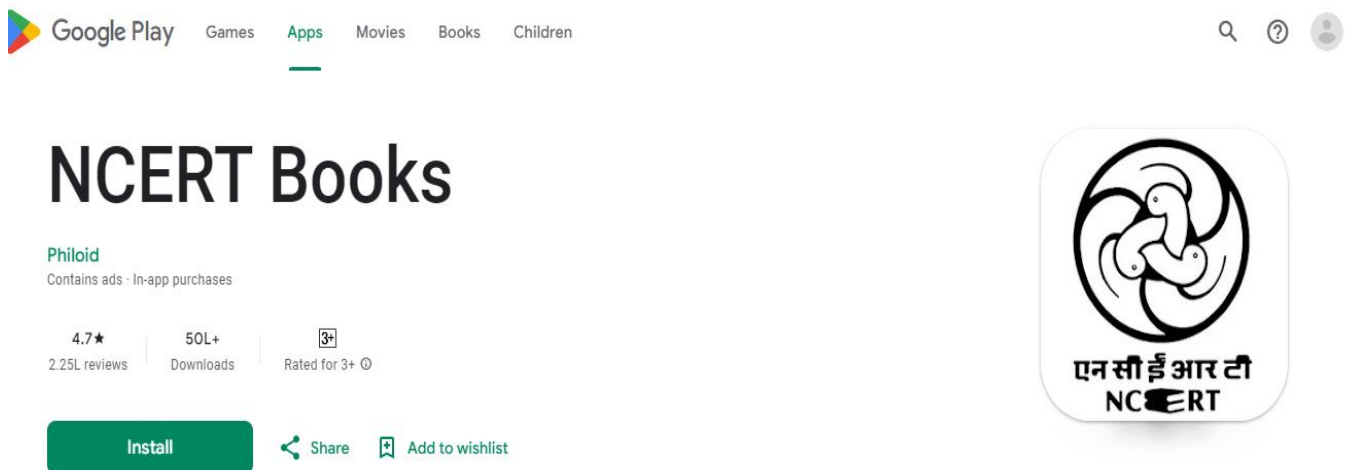 Google Play Games Apps Movies Books Children
NCERT Books
Philoid
Contains ads · In-app purchases
4.7★ 50L+ 3+
2.25L reviews Downloads Rated for 3+
Install Share Add to wishlist
एन सी ई आर टी
NCERT